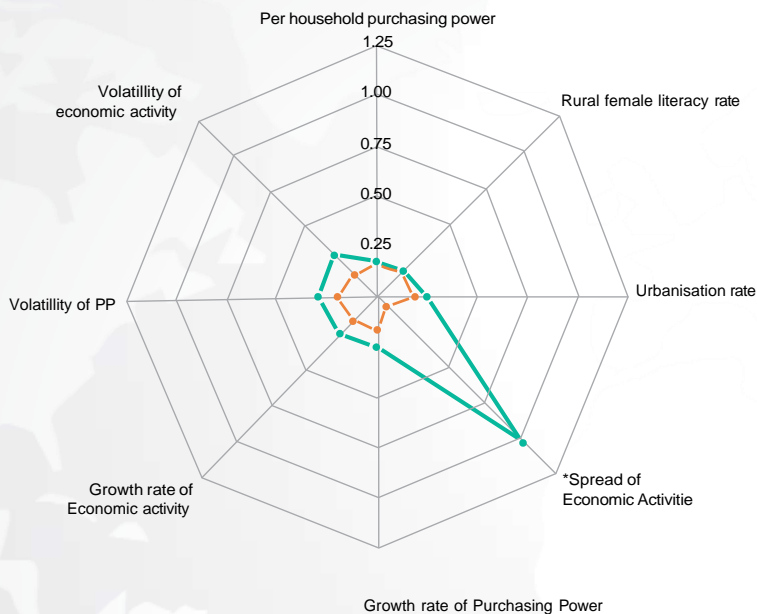 Per household purchasing power
1.25
Volatillity of
economic activity
1.00
Rural female literacy rate
0.75
0.50
0.25
Volatillity of PP
Urbanisation rate
*Spread of
Economic Activitie
Growth rate of
Economic activity
Growth rate of Purchasing Power